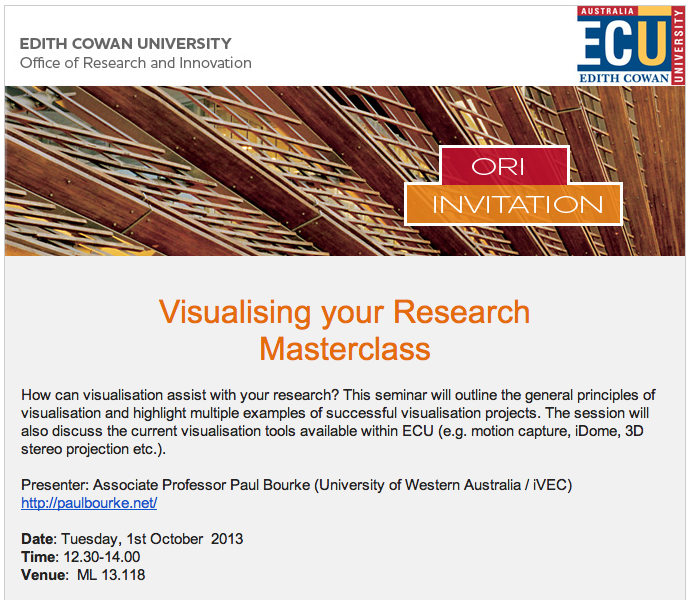 EDITH COWAN UNIVERSITY
Office of Research and Innovation
AUSTRALIA
ECU
UNIVERSITY
EDITH COWAN
ORI
INVITATION
Visualising your Research
Masterclass
How can visualisation assist with your research? This seminar will outline the general principles of
visualisation and highlight multiple examples of successful visualisation projects. The session will
also discuss the current visualisation tools available within ECU (e.g. motion capture, iDome, 3D
stereo projection etc.).
Presenter: Associate Professor Paul Bourke (University of Western Australia / iVEC)
http://paulbourke.net/
Date: Tuesday, 1st October  2013
Time: 12.30-14.00
Venue:  ML 13.118